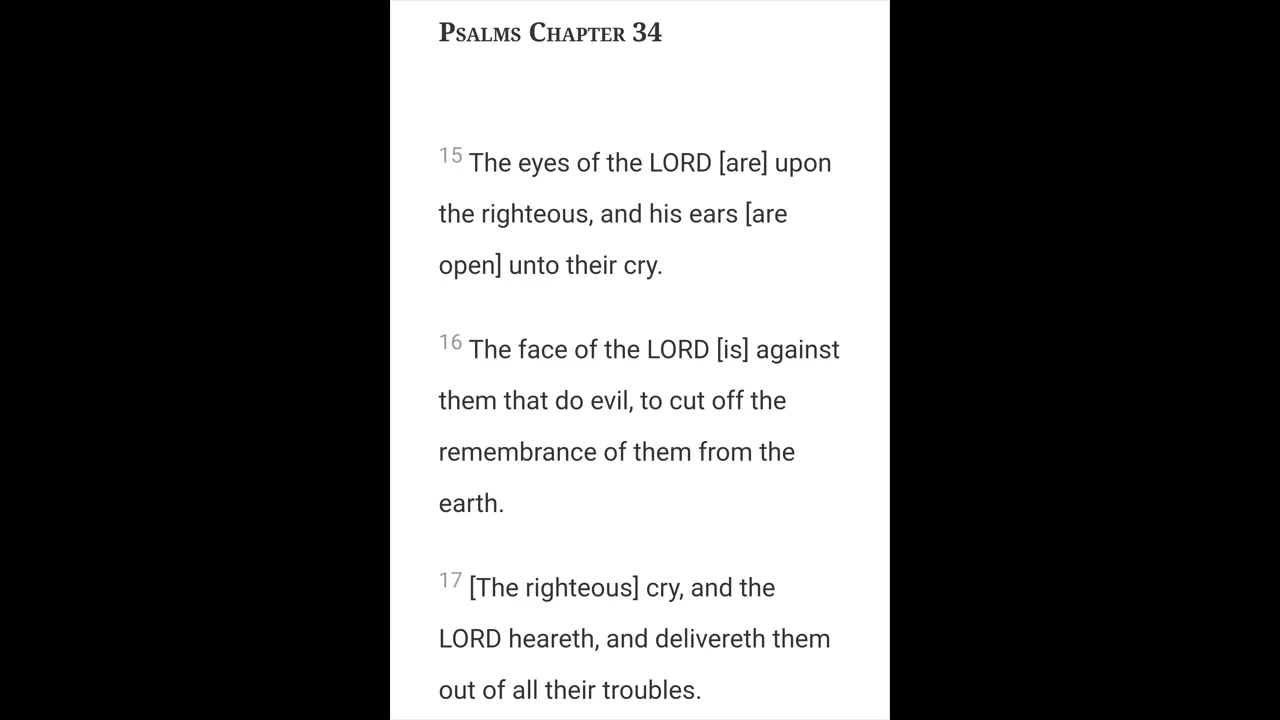 Psalms Chapter 34
15 The eyes of the LORD [are] upon
the righteous, and his ears [are
open] unto their cry.
16 The face of the LORD [is] against
them that do evil, to cut off the
remembrance of them from the
earth.
17 [The righteous] cry, and the
LORD heareth, and delivereth them
out of all their troubles.